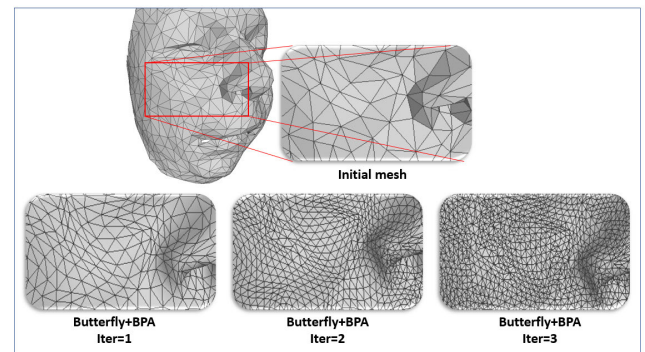 Initial mesh
Butterfly+BPA
Iter=1
Butterfly+BPA
Iter=2
Butterfly+BPA
Iter=3